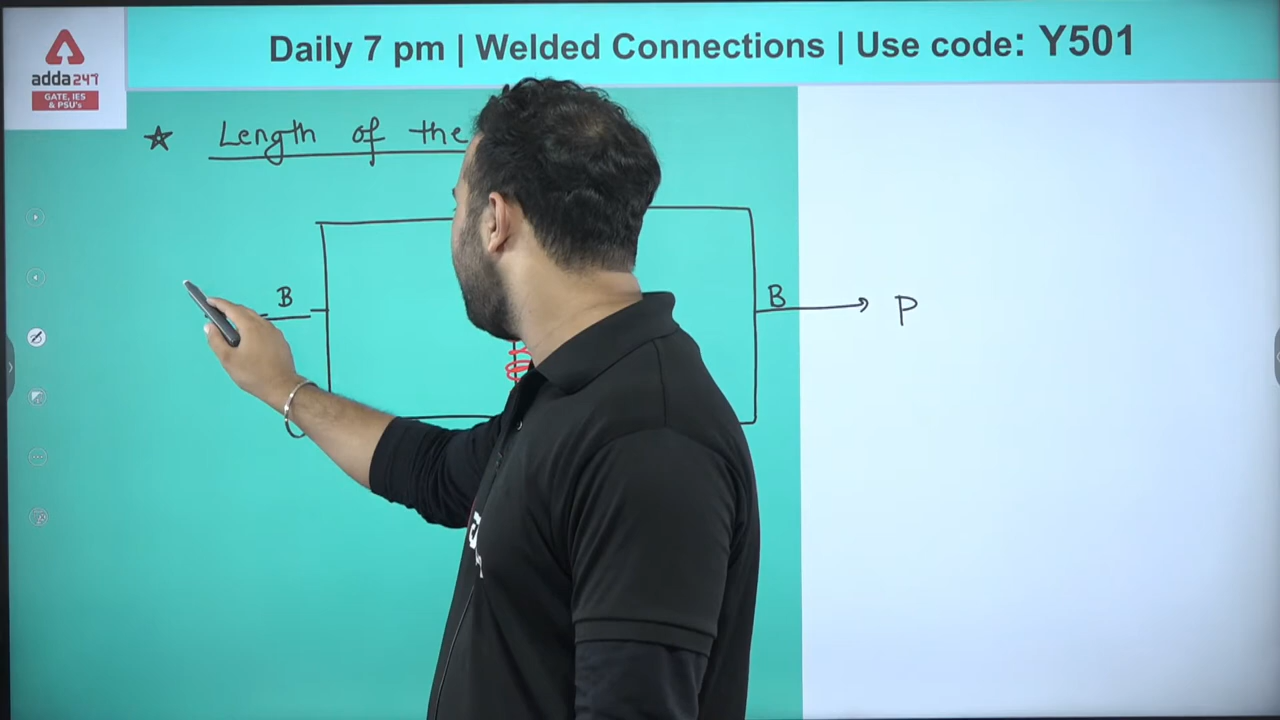 Daily 7 pm | Welded Connections | Use code: Y501
adda247
GATE, IES
& PSU's
Length of the
B
B
P